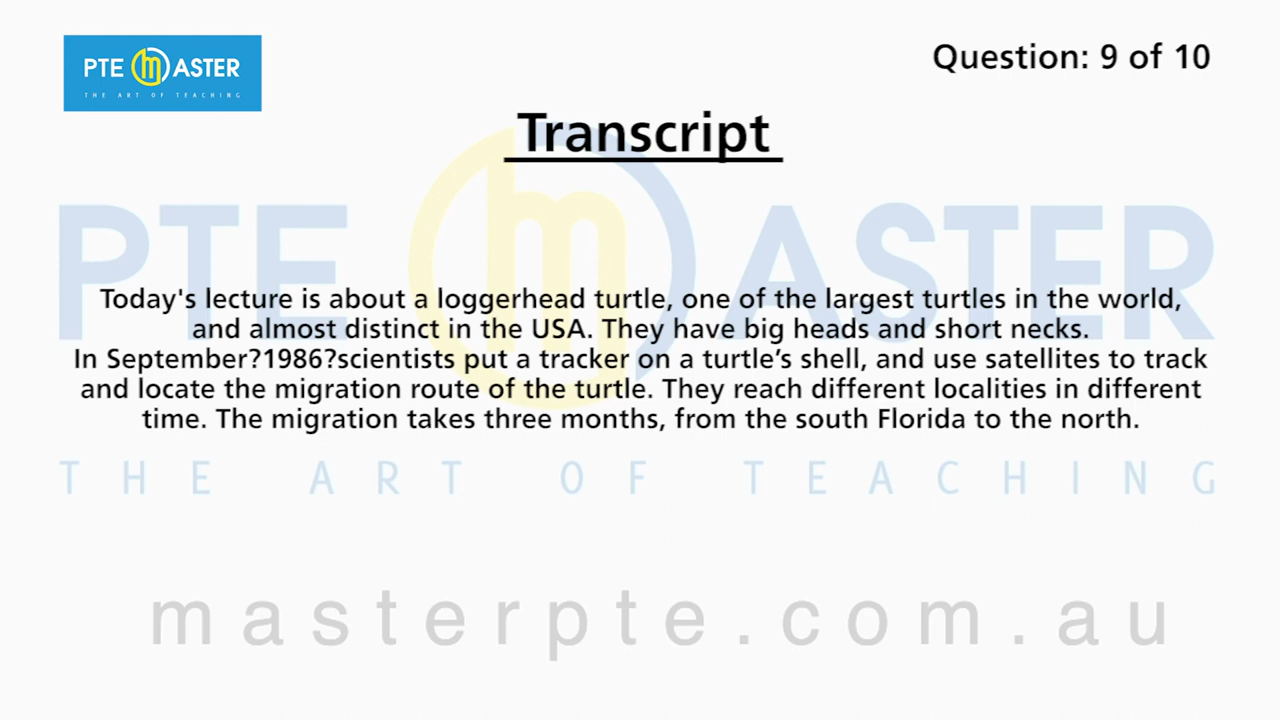 PTE MASTER
THE ART OF TEACHING
Question: 9 of 10
Transcript
PTE MASTER
Today's lecture is about a loggerhead turtle, one of the largest turtles in the world,
and almost distinct in the USA. They have big heads and short necks.
In September?1986?scientists put a tracker on a turtle’s shell, and use satellites to track
and locate the migration route of the turtle. They reach different localities in different
time. The migration takes three months, from the south Florida to the north.
THE ART OF TEACHING
masterpte.com.au